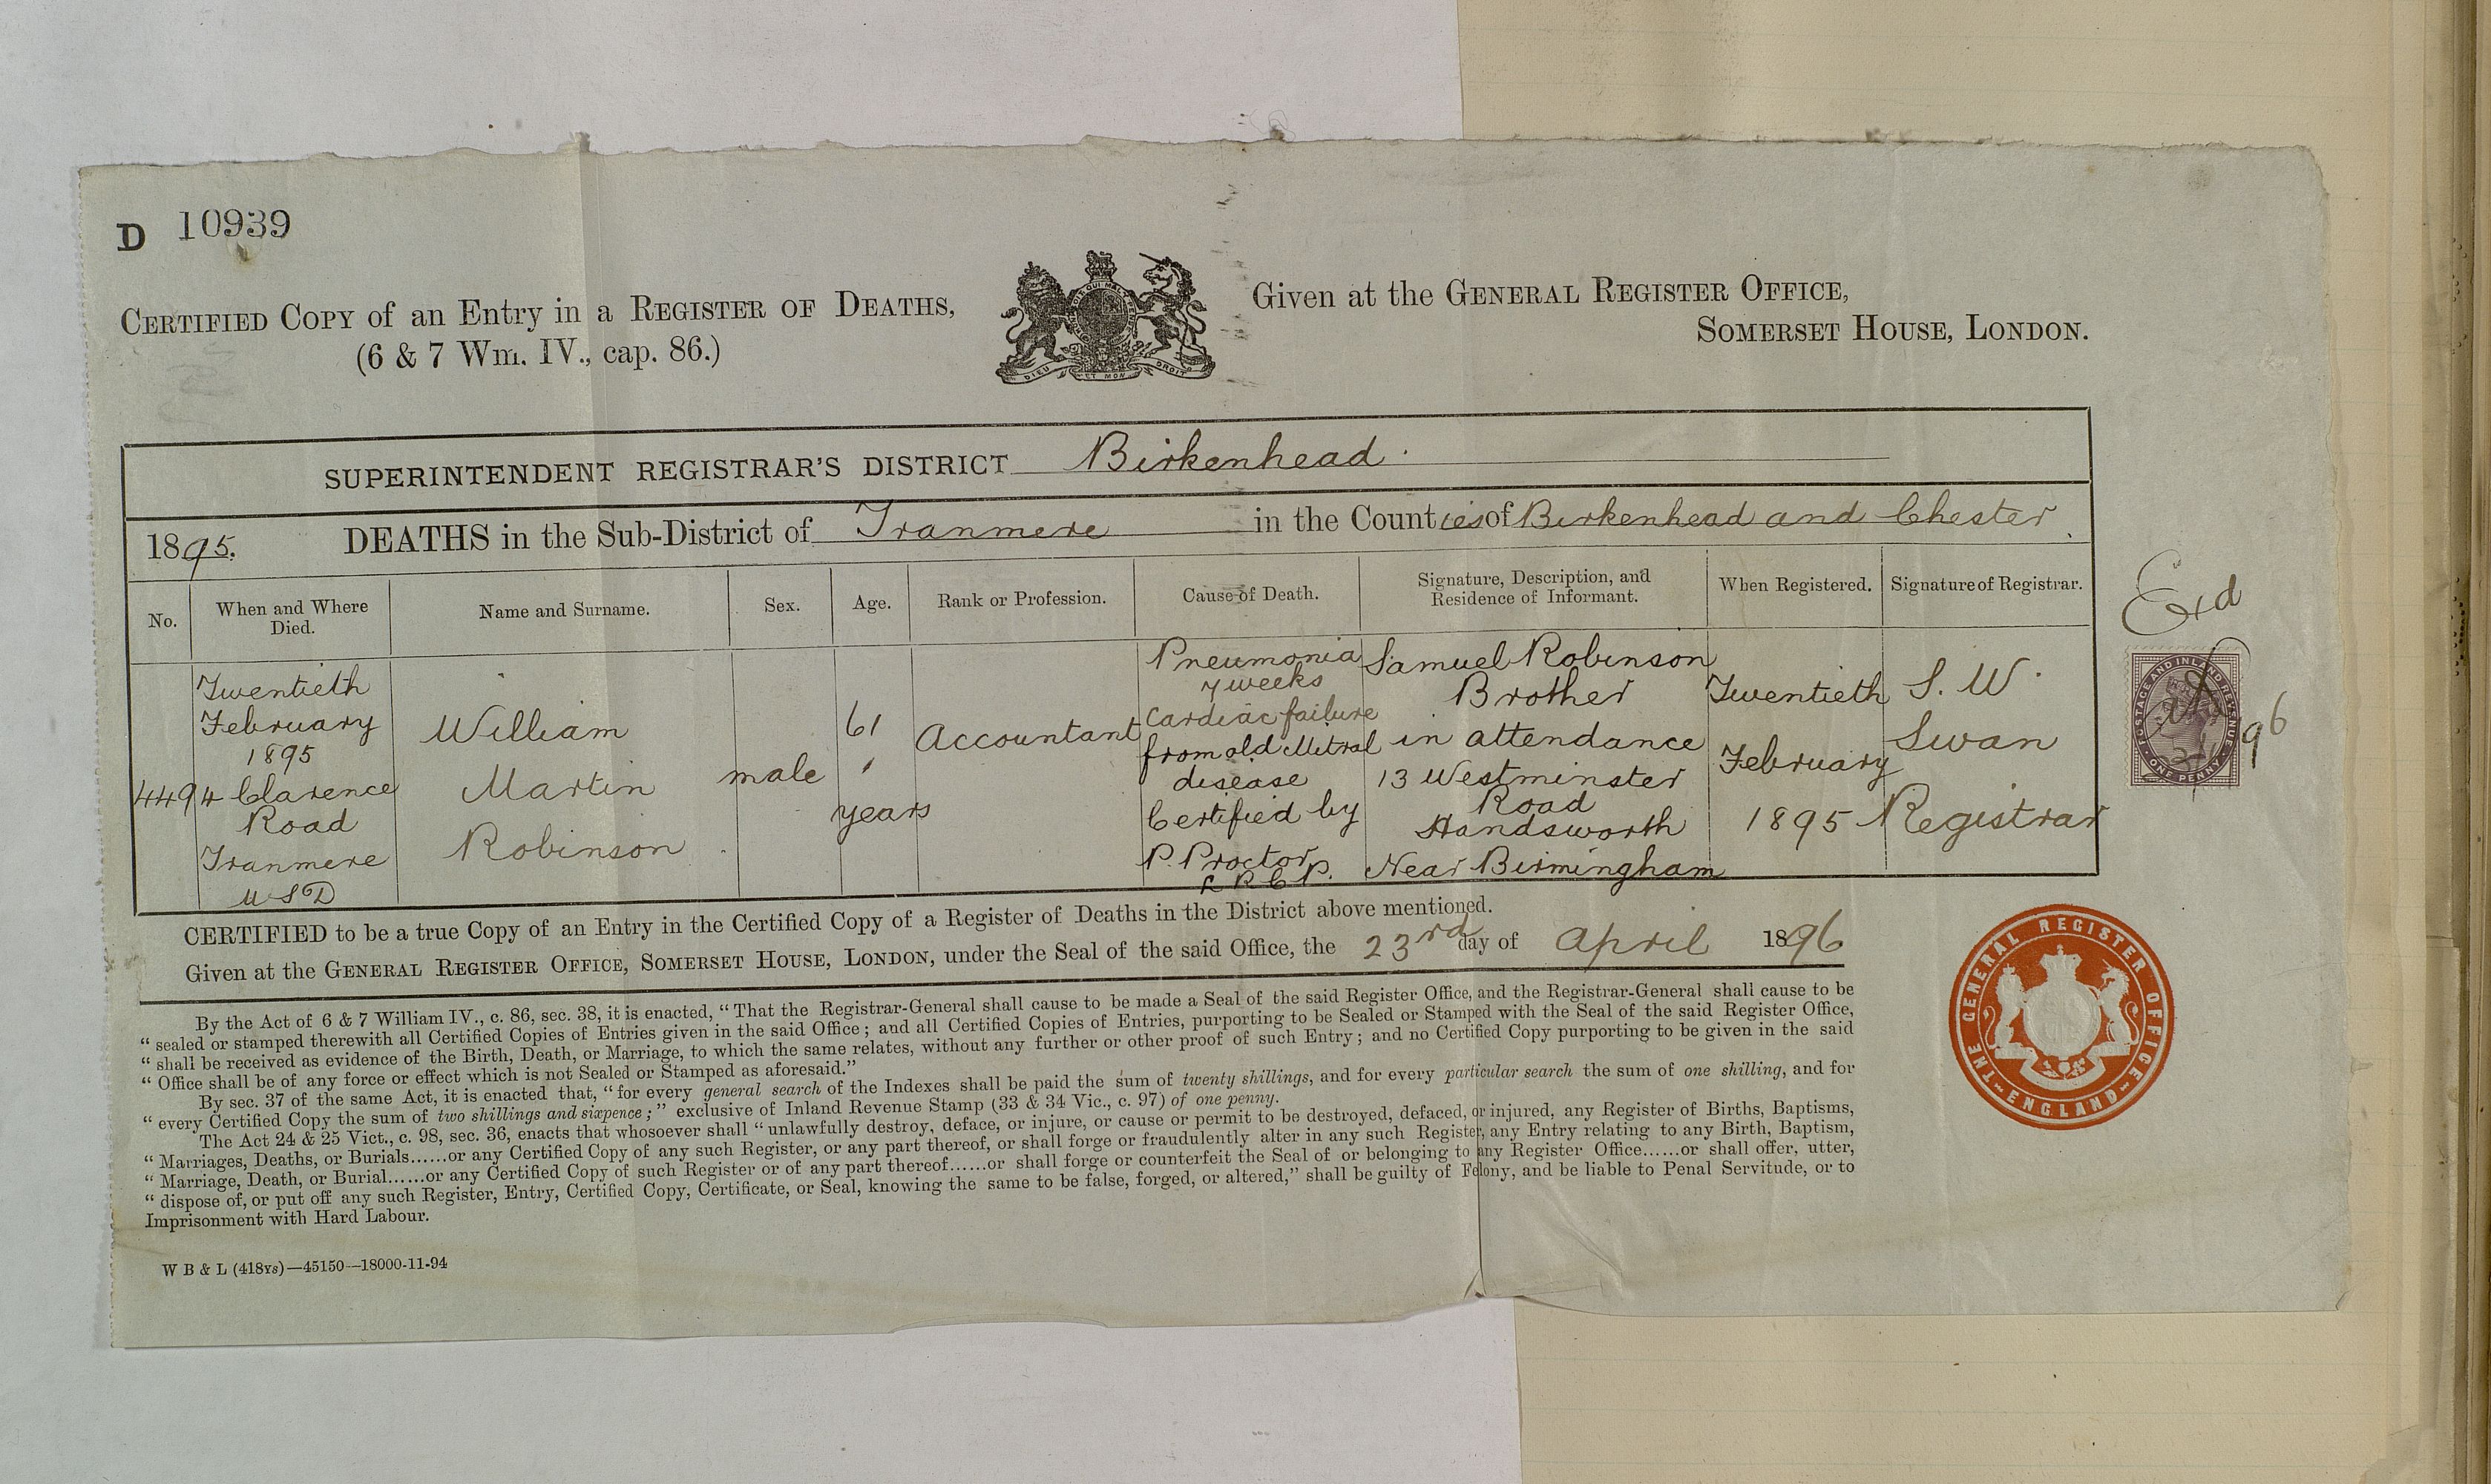 D 10939
CERTIFIED COPY of an Entry in a REGISTER OF DEATHS,
(6 & 7 Wm. IV., cap. 86.)
DIEU ET MON DROIT
Given at the GENERAL REGISTER OFFICE,
SOMERSET HOUSE, LONDON.
SUPERINTENDENT REGISTRAR'S DISTRICT Birkenhead.
1895. DEATHS in the Sub-District of Tranmere in the Counties of Birkenhead and Chester
No.
When and Where
Died.
Name and Surname.
Sex.
Age.
Rank or Profession.
Cause of Death.
Signature, Description, and
Residence of Informant.
When Registered.
Signature of Registrar.
449
Twentieth
February
1895
4 Clarence
Road
Tranmere
USD
William
Martin
Robinson
male
61
years
Accountant
Pneumonia
7 weeks
Cardiac failure
from old Mitral
disease
Certified by
P. Proctor
L R C P.
Samuel Robinson
Brother
in attendance
13 Westminster
Road
Handsworth
Near Birmingham
Twentieth
February
1895
S. W.
Swan
Registrar
Exd
POSTAGE AND INLAND REVENUE
ONE PENNY
96
CERTIFIED to be a true Copy of an Entry in the Certified Copy of a Register of Deaths in the District above mentioned.
Given at the GENERAL REGISTER OFFICE, SOMERSET HOUSE, LONDON, under the Seal of the said Office, the 23rd day of April 1896
By the Act of 6 & 7 William IV., c. 86, sec. 38, it is enacted, "That the Registrar-General shall cause to be made a Seal of the said Register Office, and the Registrar-General shall cause to be
"sealed or stamped therewith all Certified Copies of Entries given in the said Office; and all Certified Copies of Entries, purporting to be Sealed or Stamped with the Seal of the said Register Office,
"shall be received as evidence of the Birth, Death, or Marriage, to which the same relates, without any further or other proof of such Entry; and no Certified Copy purporting to be given in the said
"Office shall be of any force or effect which is not Sealed or Stamped as aforesaid."
By sec. 37 of the same Act, it is enacted that, "for every general search of the Indexes shall be paid the sum of twenty shillings, and for every particular search the sum of one shilling, and for
"every Certified Copy the sum of two shillings and sixpence;" exclusive of Inland Revenue Stamp (33 & 34 Vic., c. 97) of one penny.
The Act 24 & 25 Vict., c. 98, sec. 36, enacts that whosoever shall "unlawfully destroy, deface, or injure, or cause or permit to be destroyed, defaced, or injured, any Register of Births, Baptisms,
"Marriages, Deaths, or Burials......or any Certified Copy of any such Register, or any part thereof, or shall forge or fraudulently alter in any such Register, any Entry relating to any Birth, Baptism,
"Marriage, Death, or Burial......or any Certified Copy of such Register or of any part thereof......or shall forge or counterfeit the Seal of or belonging to any Register Office......or shall offer, utter,
"dispose of, or put off any such Register, Entry, Certified Copy, Certificate, or Seal, knowing the same to be false, forged, or altered," shall be guilty of Felony, and be liable to Penal Servitude, or to
Imprisonment with Hard Labour.
W B & L (418rs)—45150—18000-11-94
THE GENERAL REGISTER OFFICE
ENGLAND